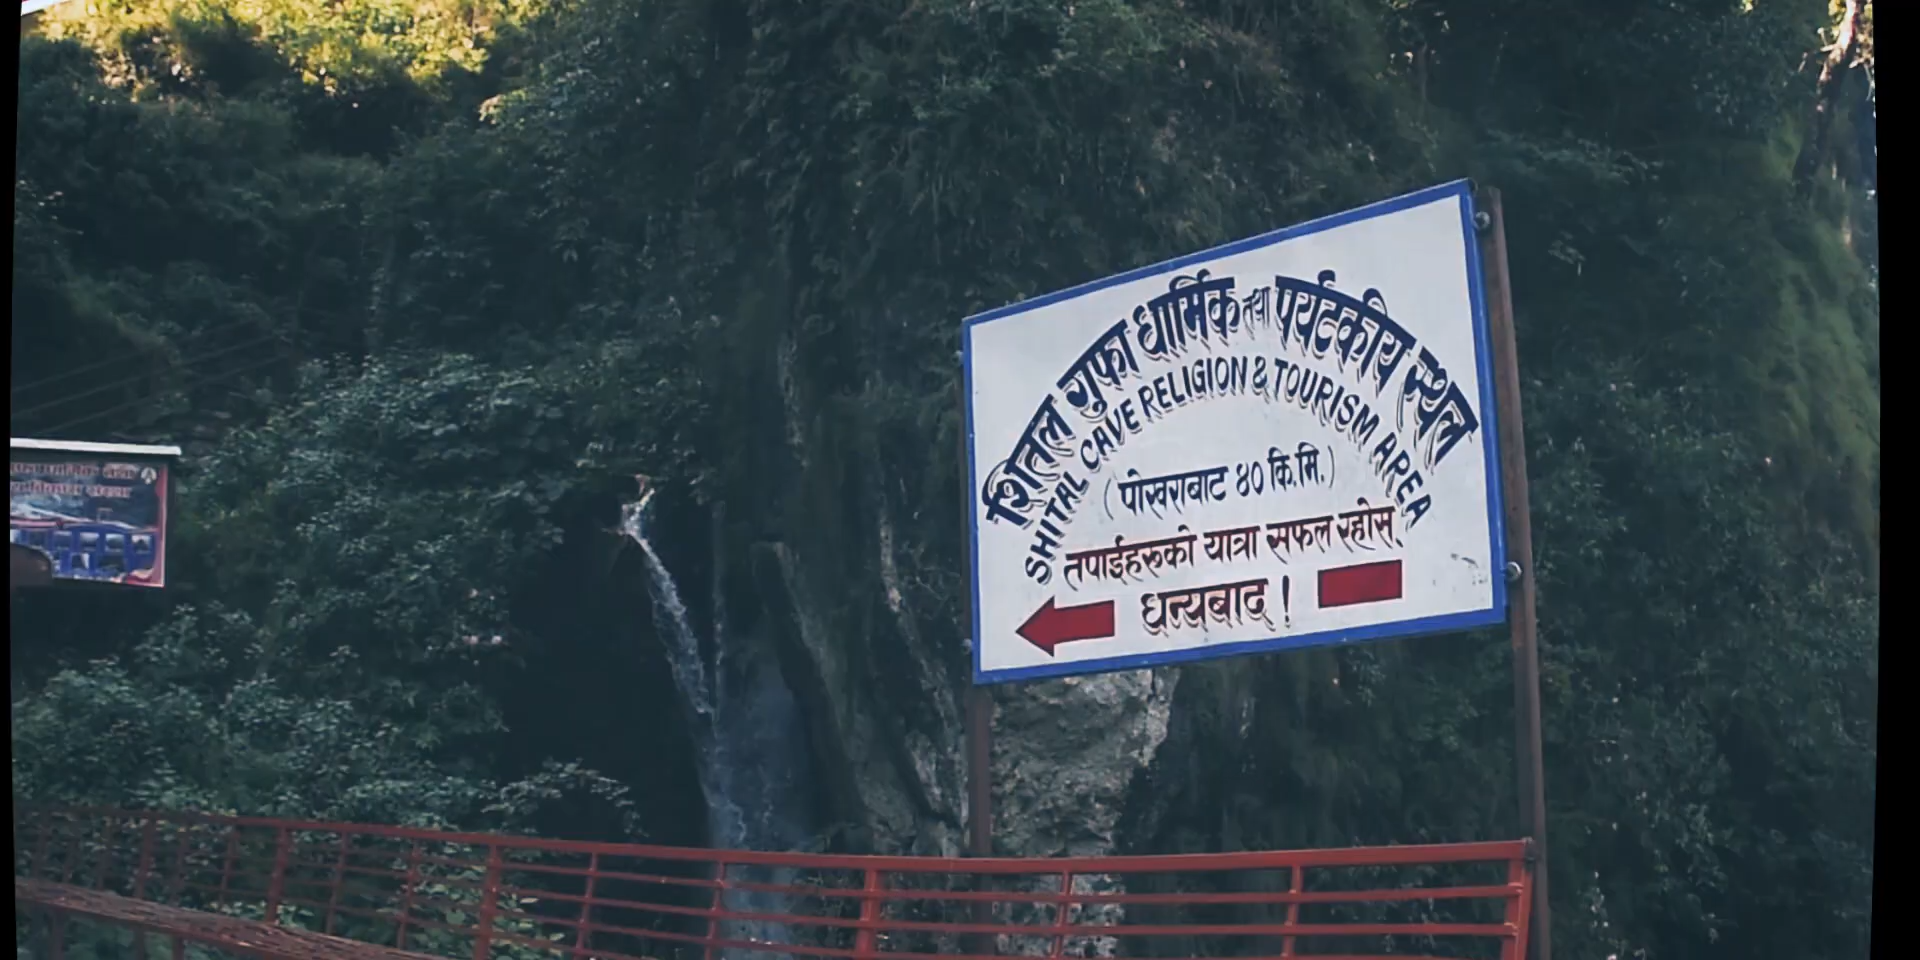 शितल गुफा धार्मिक तथा पर्यटकीय स्थल
SHITAL CAVE RELIGION & TOURISM AREA
( पोखराबाट ४० कि.मि.)
तपाईहरूको यात्रा सफल रहोस्
धन्यबाद !